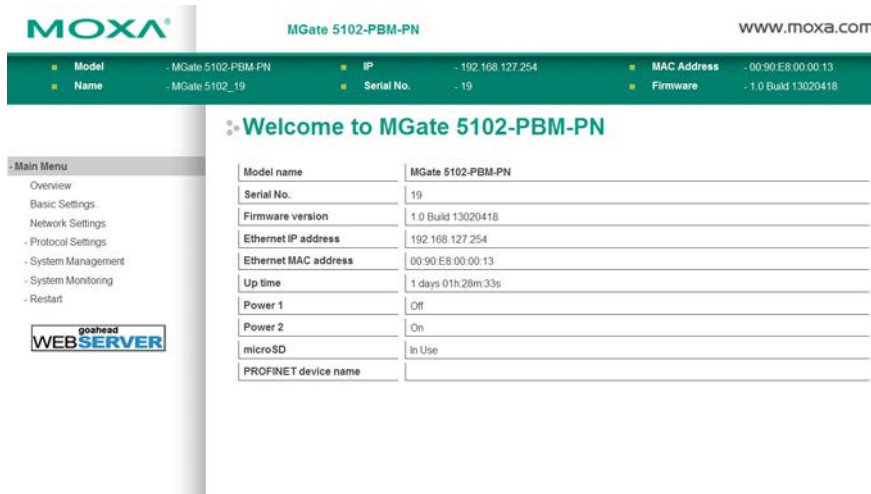 MOXA®
MGate 5102-PBM-PN
www.moxa.com
Model - MGate 5102-PBM-PN IP - 192.168.127.254 MAC Address - 00:90:E8:00:00:13
Name - MGate 5102_19 Serial No. - 19 Firmware - 1.0 Build 13020418
Welcome to MGate 5102-PBM-PN
- Main Menu
Overview
Basic Settings
Network Settings
- Protocol Settings
- System Management
- System Monitoring
- Restart
goahead
WEBSERVER
Model name MGate 5102-PBM-PN
Serial No. 19
Firmware version 1.0 Build 13020418
Ethernet IP address 192.168.127.254
Ethernet MAC address 00:90:E8:00:00:13
Up time 1 days 01h:28m:33s
Power 1 Off
Power 2 On
microSD In Use
PROFINET device name